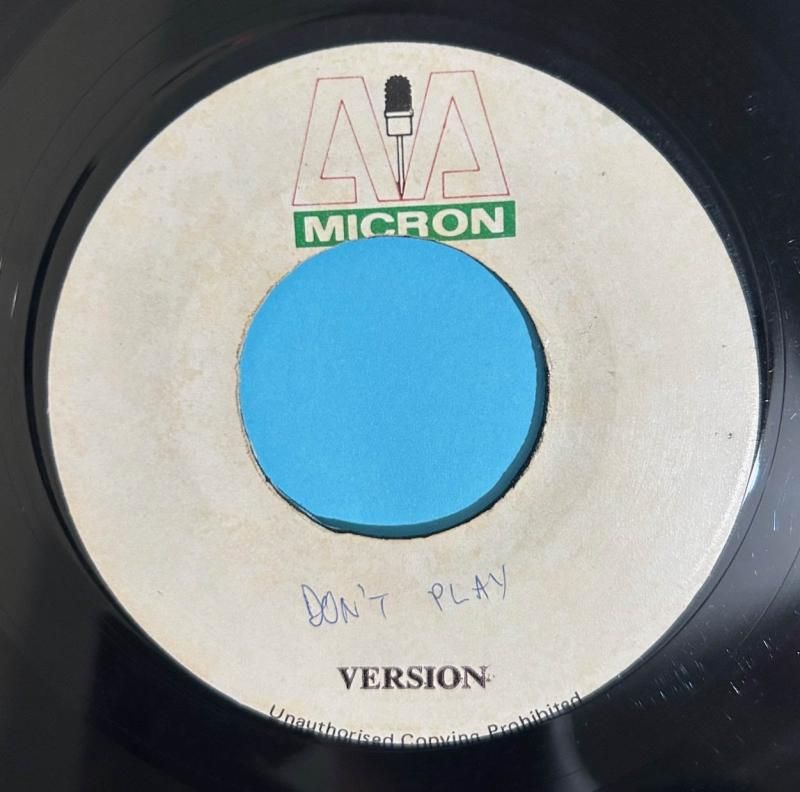 MICRON
DON'T PLAY
VERSION
Unauthorised Copying Prohibited